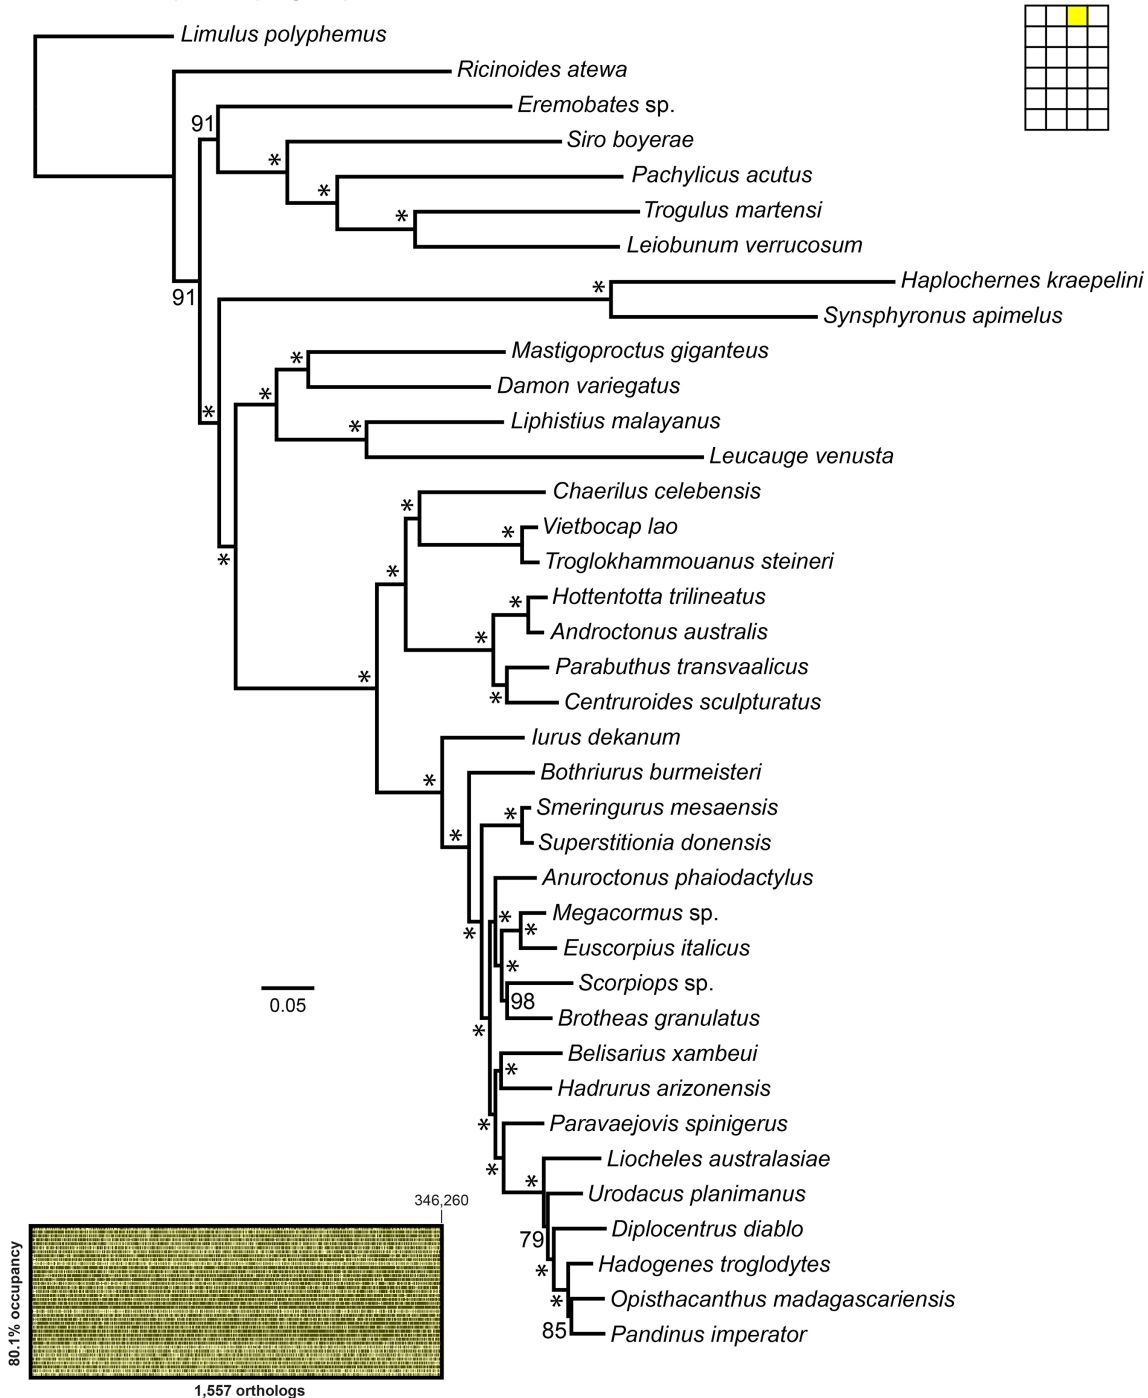 Limulus polyphemus
Ricinoides atewa
Eremobates sp.
91
Siro boyerae
*
Pachylicus acutus
*
Trogulus martensi
*
Leiobunum verrucosum
Haplochernes kraepelini
91
*
Synsphyronus apimelus
Mastigoproctus giganteus
*
Damon variegatus
*
*
Liphistius malayanus
*
Leucauge venusta
Chaerilus celebensis
*
Vietbocap lao
*
Troglokhammouanus steineri
*
*
Hottentotta trilineatus
*
Androctonus australis
*
Parabuthus transvaalicus
*
Centruroides sculpturatus
*
Iurus dekanum
Bothriurus burmeisteri
*
Smeringurus mesaensis
*
Superstitionia donensis
*
Anuroctonus phaiodactylus
Megacormus sp.
*
*
*
Euscorpius italicus
*
Scorpiops sp.
98
0.05
Brotheas granulatus
*
Belisarius xambeui
*
Hadrurus arizonensis
Paravaejovis spinigerus
*
Liocheles australasiae
*
*
Urodacus planimanus
346,260
Diplocentrus diablo
79
Hadogenes troglodytes
*
Opisthacanthus madagascariensis
*
85
Pandinus imperator
80.1% occupancy
1,557 orthologs